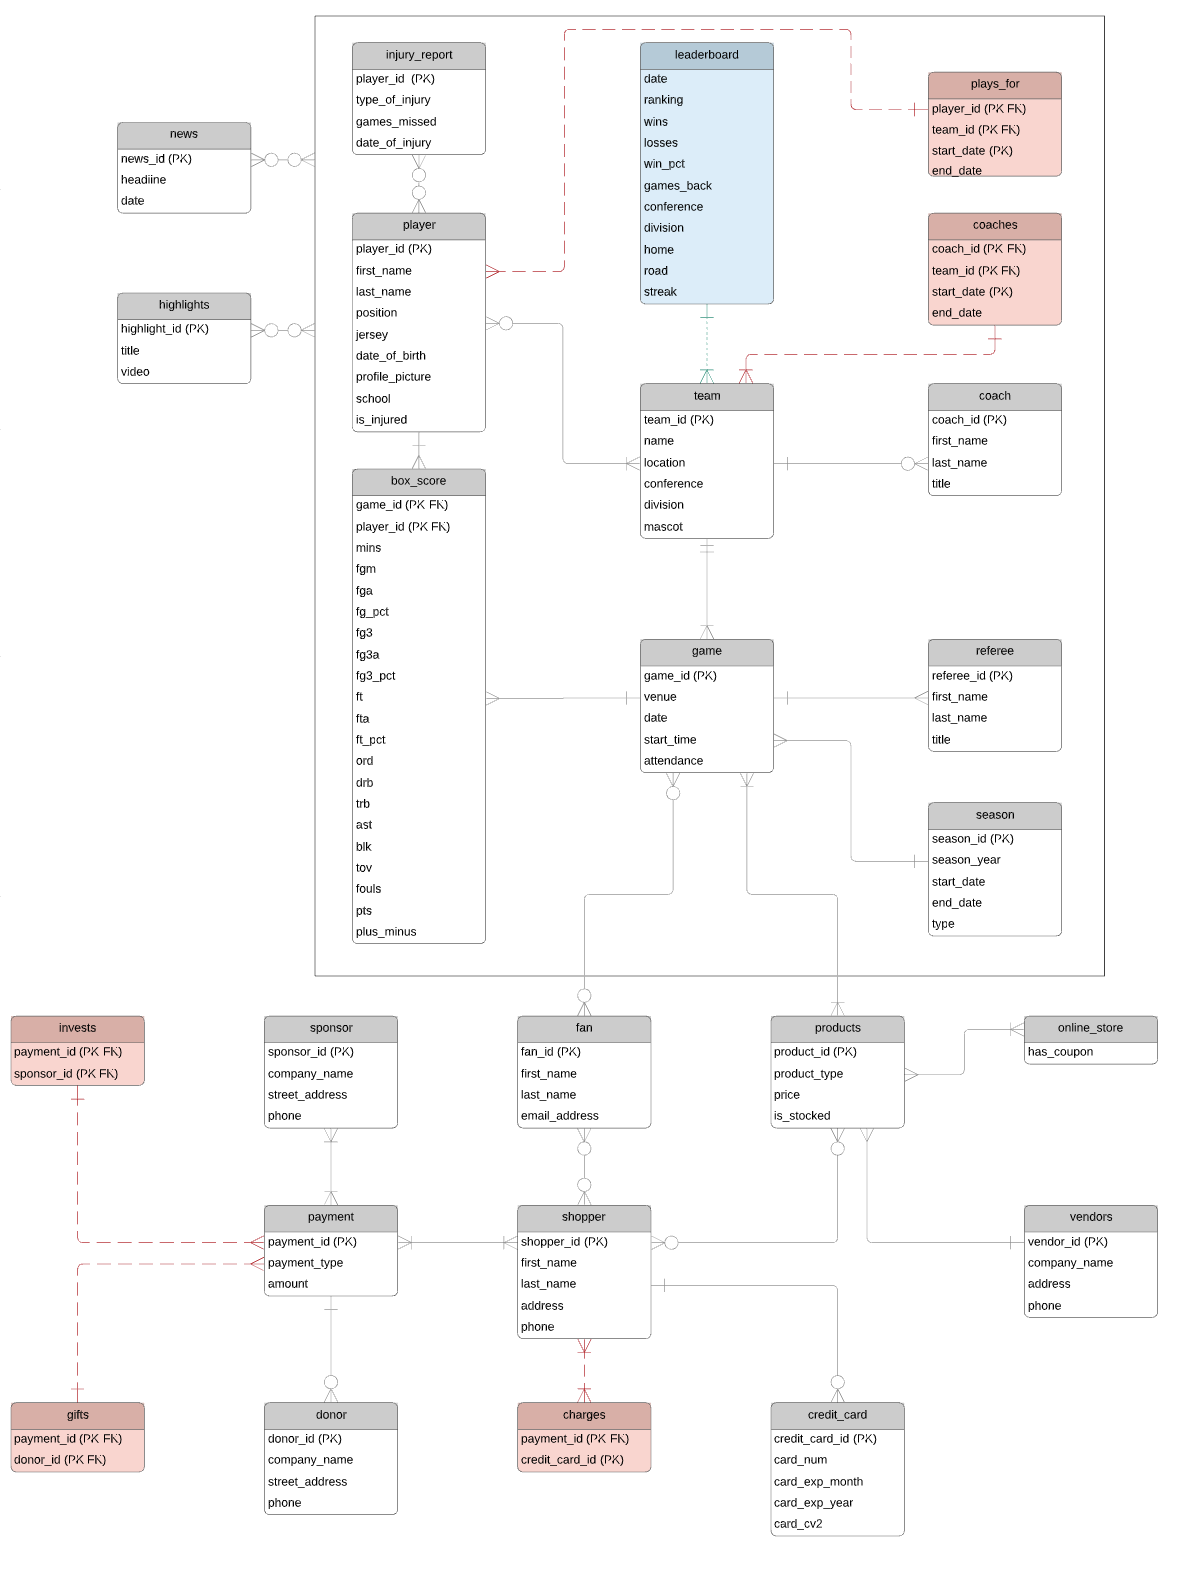 injury_report
player_id (PK)
type_of_injury
games_missed
date_of_injury
leaderboard
date
ranking
wins
losses
win_pct
games_back
conference
division
home
road
streak
plays_for
player_id (PK FK)
team_id (PK FK)
start_date (PK)
end_date
news
news_id (PK)
headline
date
player
player_id (PK)
first_name
last_name
position
jersey
date_of_birth
profile_picture
school
is_injured
coaches
coach_id (PK FK)
team_id (PK FK)
start_date (PK)
end_date
highlights
highlight_id (PK)
title
video
team
team_id (PK)
name
location
conference
division
mascot
coach
coach_id (PK)
first_name
last_name
title
box_score
game_id (PK FK)
player_id (PK FK)
mins
fgm
fga
fg_pct
fg3
fg3a
fg3_pct
ft
fta
ft_pct
ord
drb
trb
ast
blk
tov
fouls
pts
plus_minus
game
game_id (PK)
venue
date
start_time
attendance
referee
referee_id (PK)
first_name
last_name
title
season
season_id (PK)
season_year
start_date
end_date
type
invests
payment_id (PK FK)
sponsor_id (PK FK)
sponsor
sponsor_id (PK)
company_name
street_address
phone
fan
fan_id (PK)
first_name
last_name
email_address
products
product_id (PK)
product_type
price
is_stocked
online_store
has_coupon
payment
payment_id (PK)
payment_type
amount
shopper
shopper_id (PK)
first_name
last_name
address
phone
vendors
vendor_id (PK)
company_name
address
phone
gifts
payment_id (PK FK)
donor_id (PK FK)
donor
donor_id (PK)
company_name
street_address
phone
charges
payment_id (PK FK)
credit_card_id (PK)
credit_card
credit_card_id (PK)
card_num
card_exp_month
card_exp_year
card_cv2